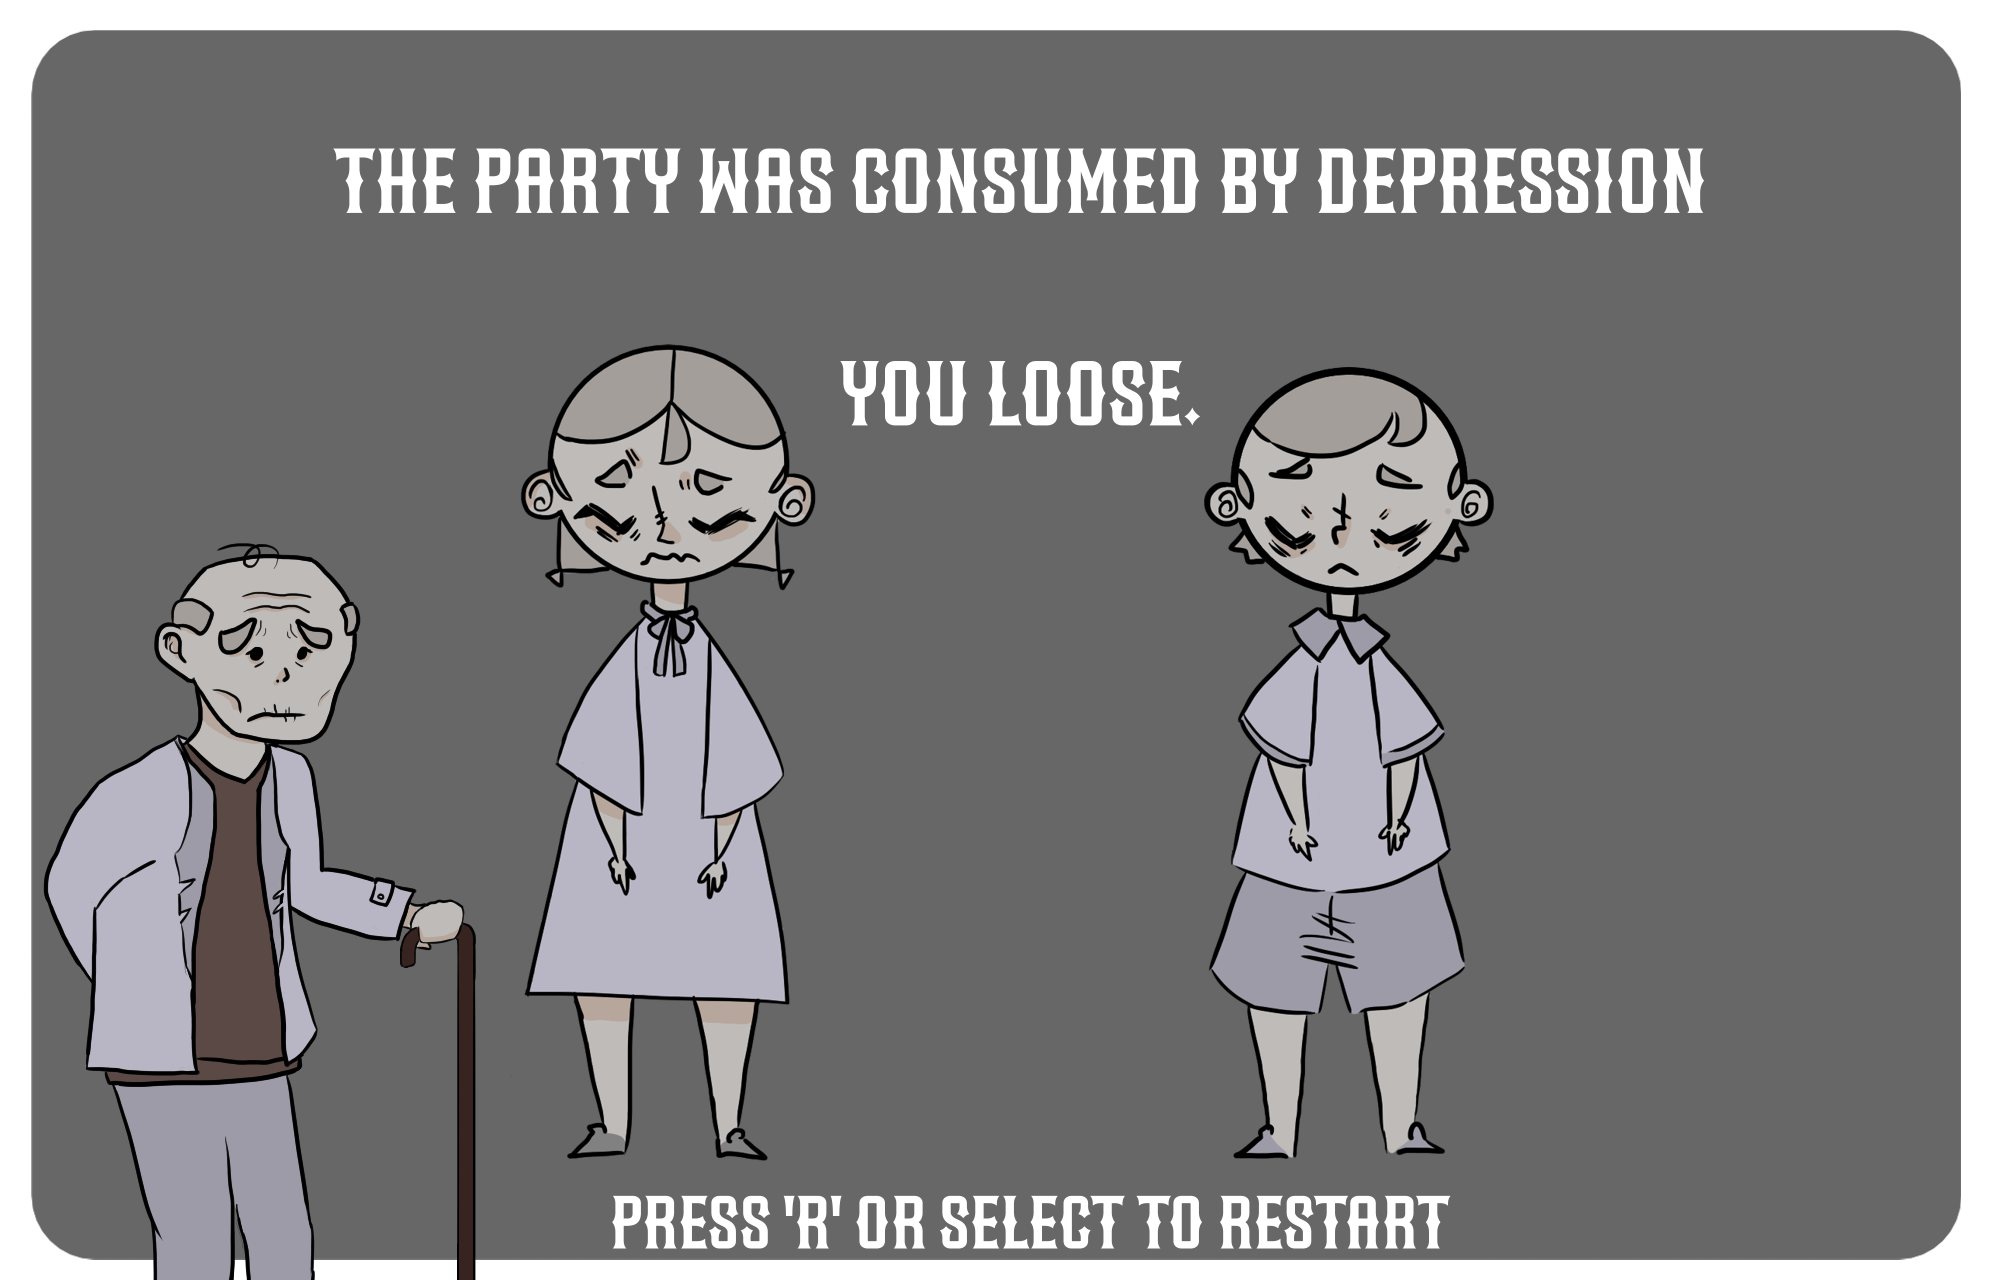 THE PARTY WAS CONSUMED BY DEPRESSION
YOU LOOSE.
PRESS 'R' OR SELECT TO RESTART